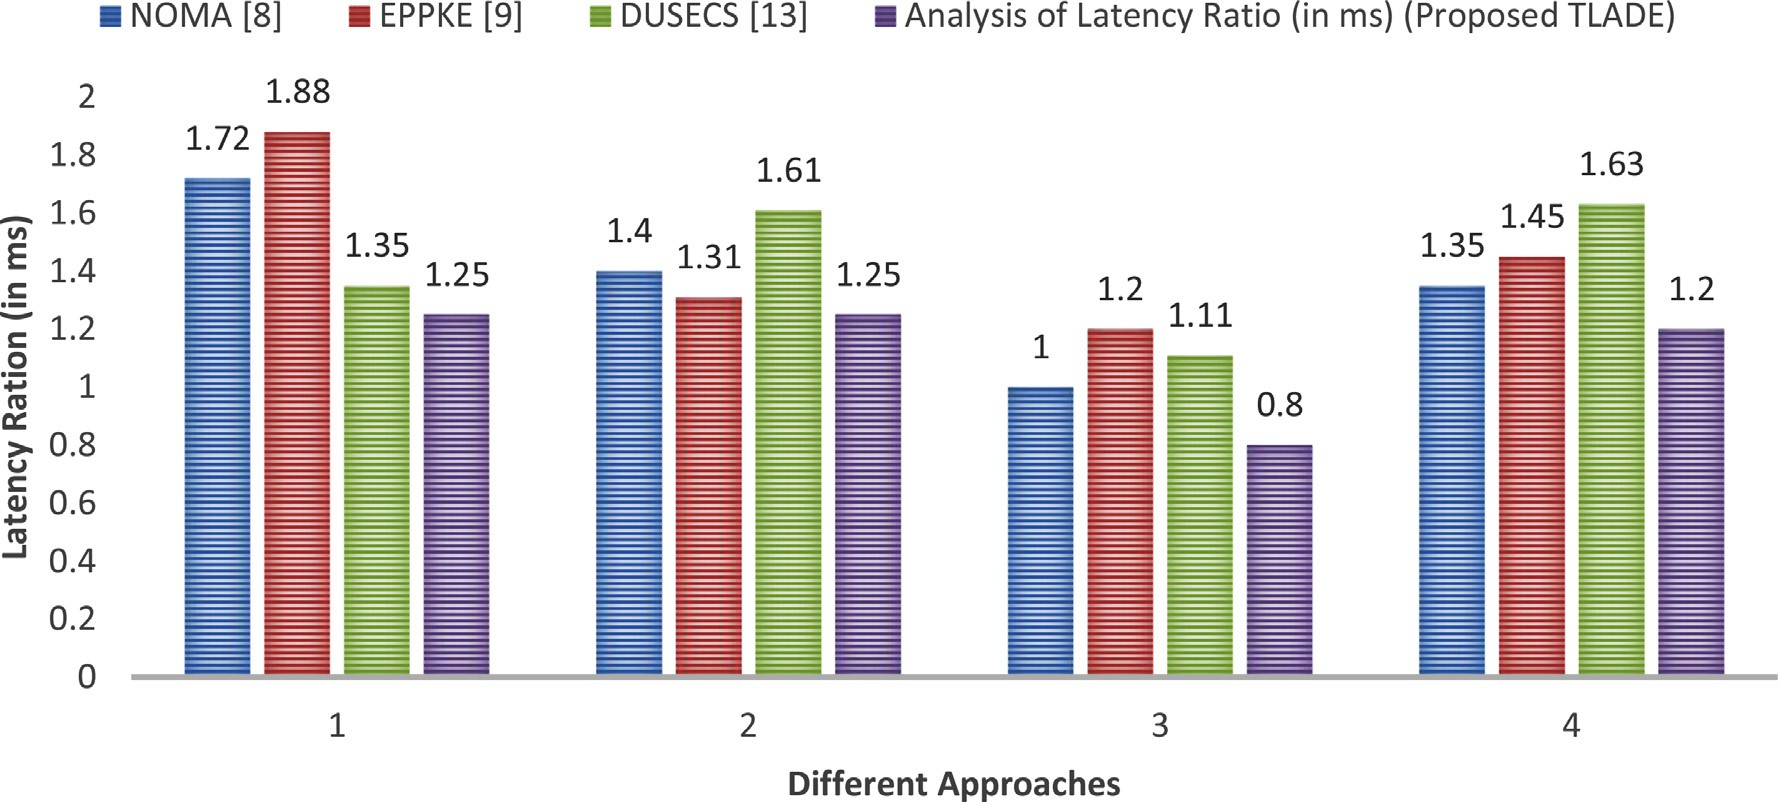 NOMA [8] EPPKE [9] DUSECS [13] Analysis of Latency Ratio (in ms) (Proposed TLADE)
Latency Ration (in ms)
2
1.8
1.6
1.4
1.2
1
0.8
0.6
0.4
0.2
0
1.72 1.88 1.35 1.25
1.4 1.31 1.61 1.25
1 1.2 1.11 0.8
1.35 1.45 1.63 1.2
1 2 3 4
Different Approaches